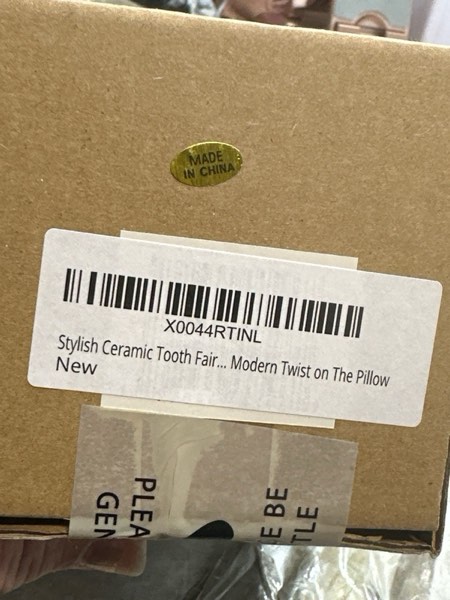 MADE
IN CHINA
X0044RTINL
Stylish Ceramic Tooth Fair... Modern Twist on The Pillow
New
PLEA
GEN
E BE
TLE